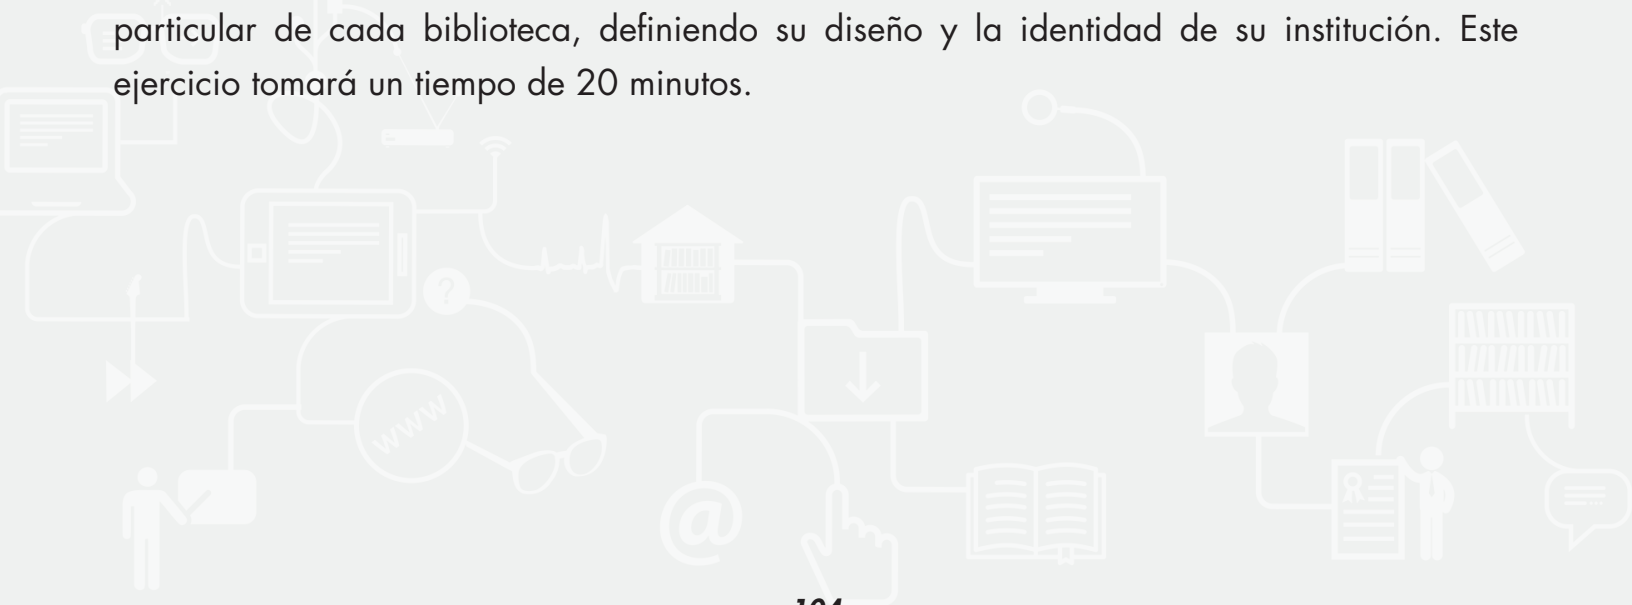 particular de cada biblioteca, definiendo su diseño y la identidad de su institución. Este
ejercicio tomará un tiempo de 20 minutos.
?
www
@